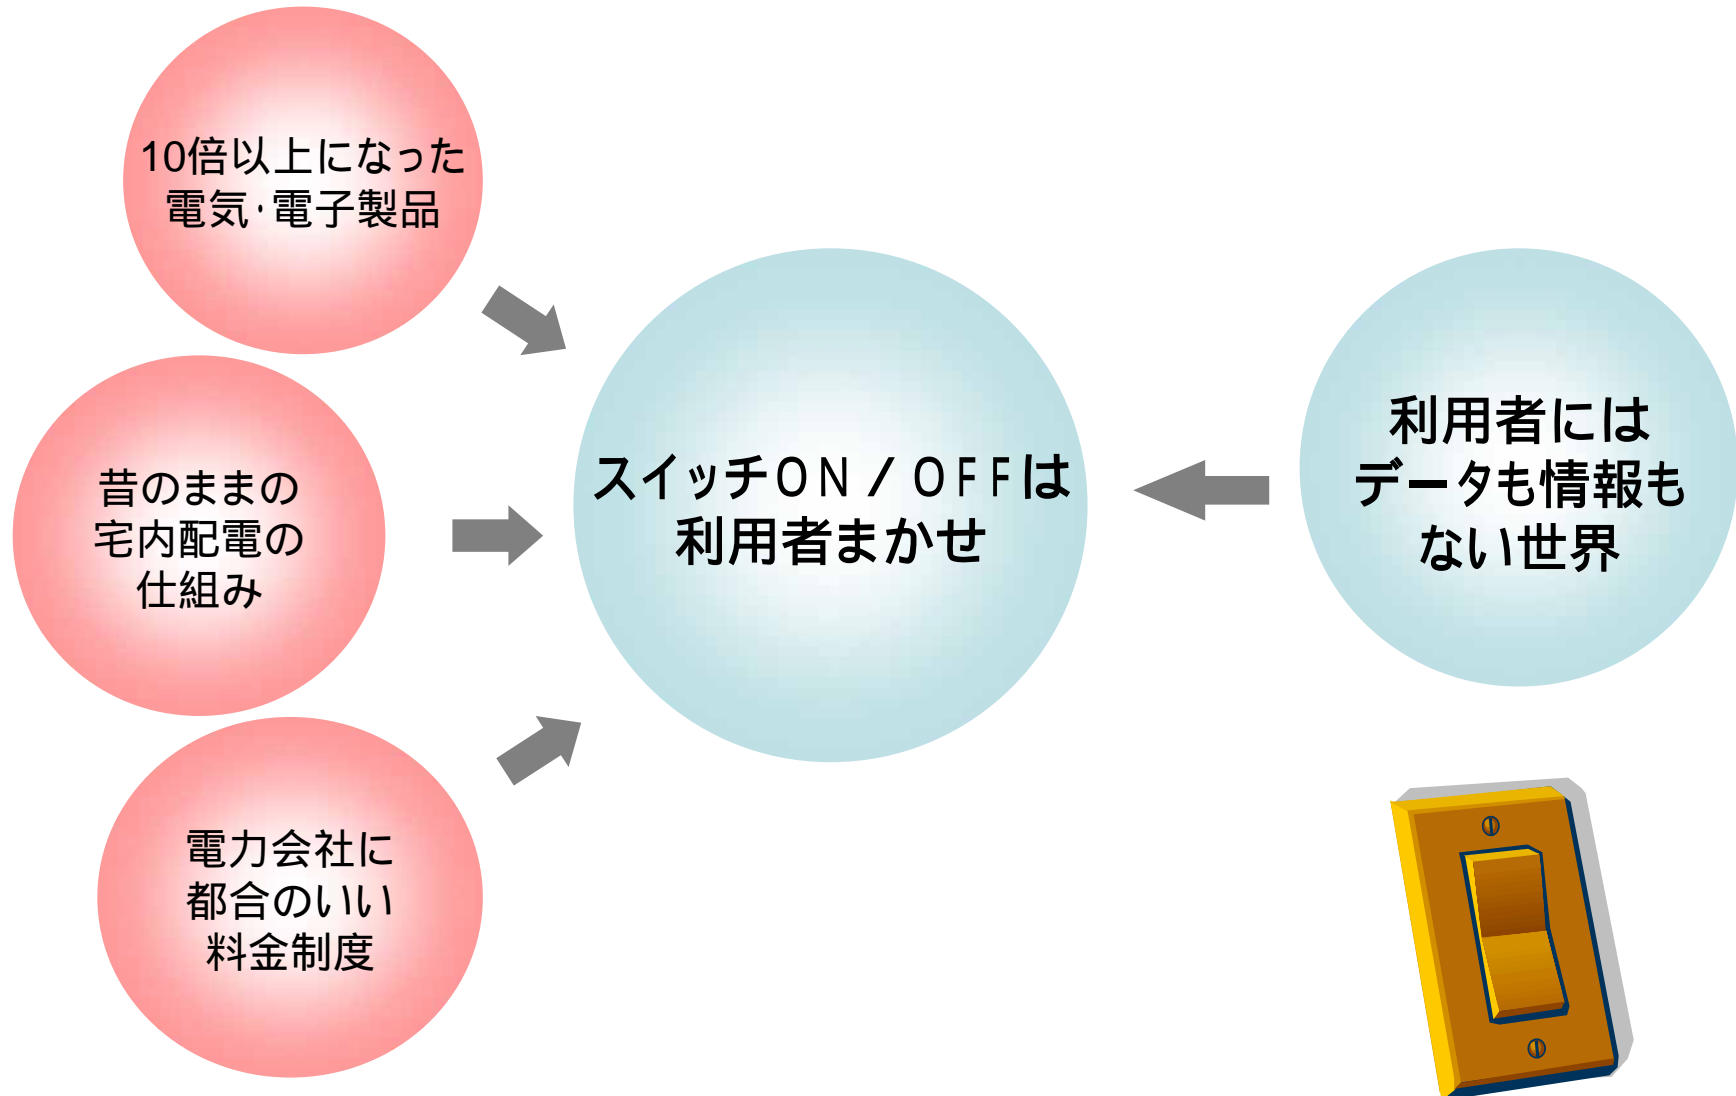 10倍以上になった
電気・電子製品
昔のままの
宅内配電の
仕組み
電力会社に
都合のいい
料金制度
スイッチON/OFFは
利用者まかせ
利用者には
データも情報も
ない世界